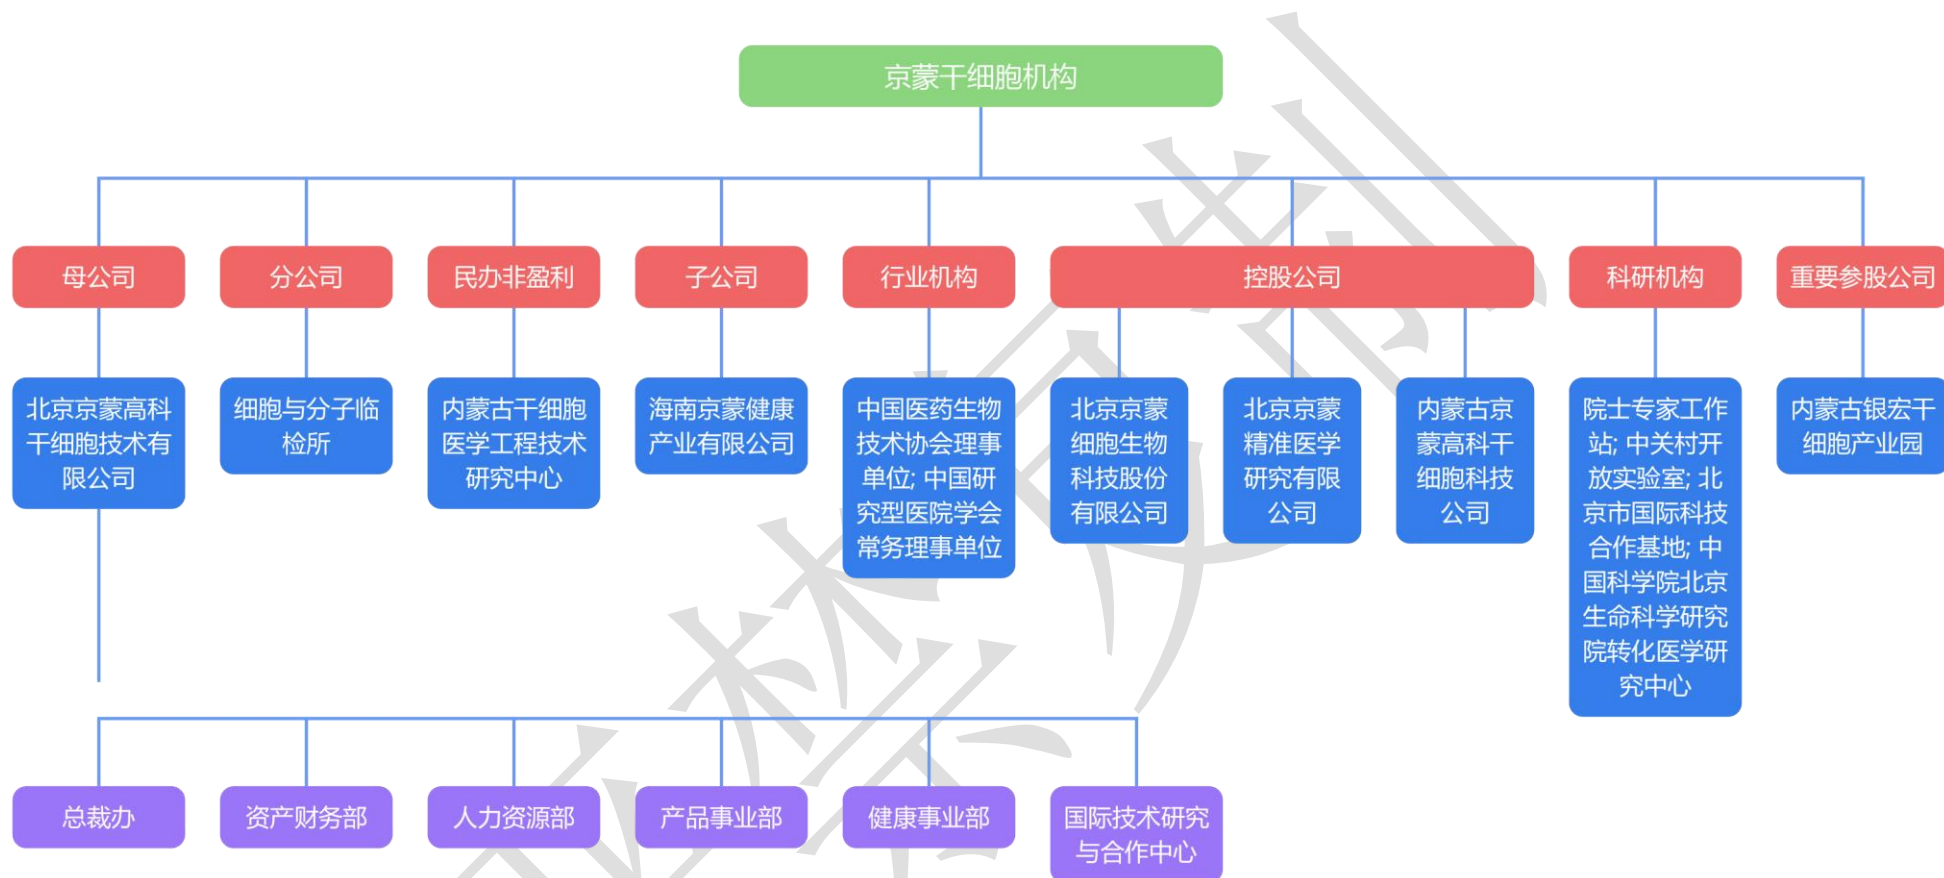 京蒙干细胞机构
母公司
分公司
民办非盈利
子公司
行业机构
控股公司
科研机构
重要参股公司
北京京蒙高科
干细胞技术有
限公司
细胞与分子临
检所
内蒙古干细胞
医学工程技术
研究中心
海南京蒙健康
产业有限公司
中国医药生物
技术协会理事
单位; 中国研
究型医院学会
常务理事单位
北京京蒙
细胞生物
科技股份
有限公司
北京京蒙
精准医学
研究有限
公司
内蒙古京
蒙高科干
细胞科技
公司
院士专家工作
站; 中关村开
放实验室; 北
京市国际科技
合作基地; 中
国科学院北京
生命科学研究
院转化医学研
究中心
内蒙古银宏干
细胞产业园
总裁办
资产财务部
人力资源部
产品事业部
健康事业部
国际技术研究
与合作中心
禁复制